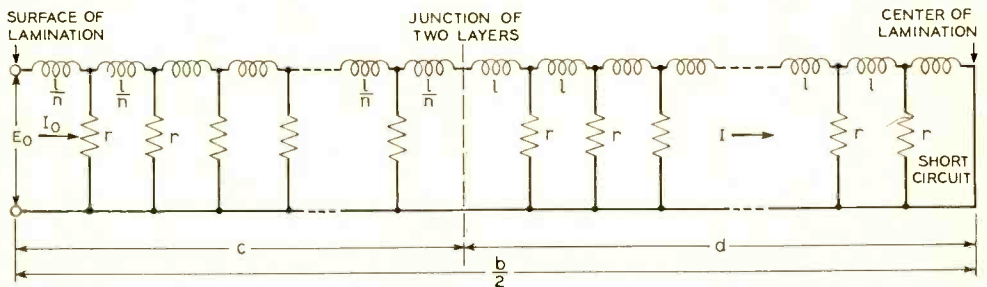 SURFACE OF
LAMINATION
JUNCTION OF
TWO LAYERS
CENTER OF
LAMINATION
l/n
l/n
l/n
l/n
l
l
l
l
E0
I0
r
r
r
r
I
r
r
SHORT
CIRCUIT
c
d
b/2